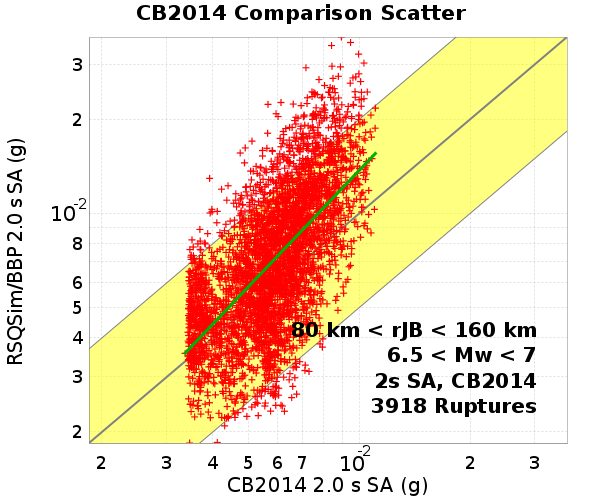 CB2014 Comparison Scatter
RSQSim/BBP 2.0 s SA (g)
3
2
10-2
8
6
5
4
3
2
80 km < rJB < 160 km
6.5 < Mw < 7
2s SA, CB2014
3918 Ruptures
2 3 4 5 6 7 10-2 2 3
CB2014 2.0 s SA (g)